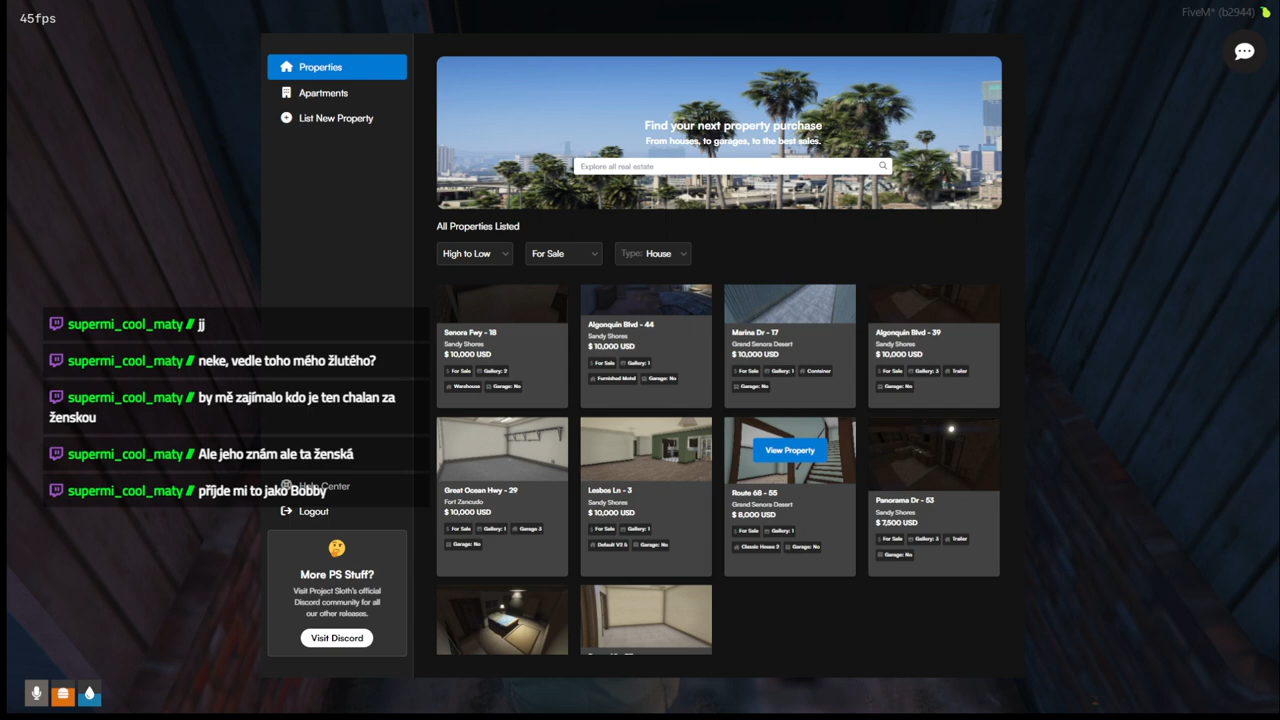 45fps
FiveM* (b2944)
Properties
Apartments
List New Property
Find your next property purchase
From houses, to garages, to the best sales.
Explore all real estate
All Properties Listed
High to Low
For Sale
Type: House
Senora Fwy - 18
Sandy Shores
$ 10,000 USD
For Sale
Gallery: 2
Warehouse
Garage: No
Algonquin Blvd - 44
Sandy Shores
$ 10,000 USD
For Sale
Gallery: 1
Furnished Motel
Garage: No
Marina Dr - 17
Grand Senora Desert
$ 10,000 USD
For Sale
Gallery: 1
Container
Garage: No
Algonquin Blvd - 39
Sandy Shores
$ 10,000 USD
For Sale
Gallery: 3
Trailer
Garage: No
Great Ocean Hwy - 29
Fort Zancudo
$ 10,000 USD
For Sale
Gallery: 1
Garage: No
Lesbos Ln - 3
Sandy Shores
$ 10,000 USD
For Sale
Gallery: 1
Garage: No
View Property
Route 68 - 55
Grand Senora Desert
$ 8,000 USD
For Sale
Gallery: 1
Classic House 2
Garage: No
Panorama Dr - 53
Sandy Shores
$ 7,500 USD
For Sale
Gallery: 3
Trailer
Garage: No
supermi_cool_maty // jj
supermi_cool_maty // neke, vedle toho mého žlutého?
supermi_cool_maty // by mě zajímalo kdo je ten chalan za
ženskou
supermi_cool_maty // Ale jeho znám ale ta ženská
supermi_cool_maty // příjde mi to jako Bobby
Help Center
Logout
More PS Stuff?
Visit Project Sloth's official
Discord community for all
our other releases.
Visit Discord